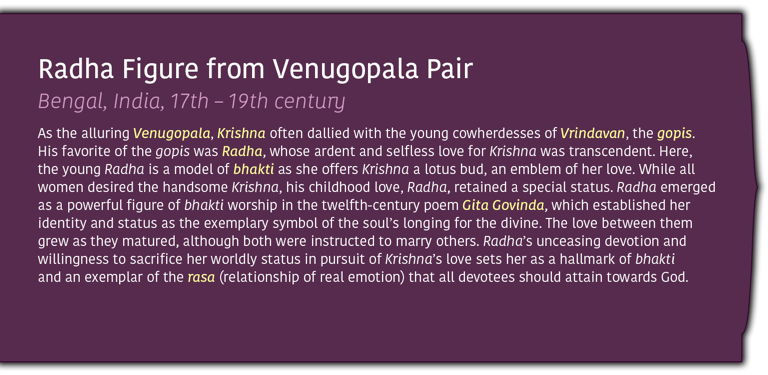 Radha Figure from Venugopala Pair
Bengal, India, 17th – 19th century
As the alluring Venugopala, Krishna often dallied with the young cowherdesses of Vrindavan, the gopis.
His favorite of the gopis was Radha, whose ardent and selfless love for Krishna was transcendent. Here,
the young Radha is a model of bhakti as she offers Krishna a lotus bud, an emblem of her love. While all
women desired the handsome Krishna, his childhood love, Radha, retained a special status. Radha emerged
as a powerful figure of bhakti worship in the twelfth-century poem Gita Govinda, which established her
identity and status as the exemplary symbol of the soul’s longing for the divine. The love between them
grew as they matured, although both were instructed to marry others. Radha’s unceasing devotion and
willingness to sacrifice her worldly status in pursuit of Krishna’s love sets her as a hallmark of bhakti
and an exemplar of the rasa (relationship of real emotion) that all devotees should attain towards God.